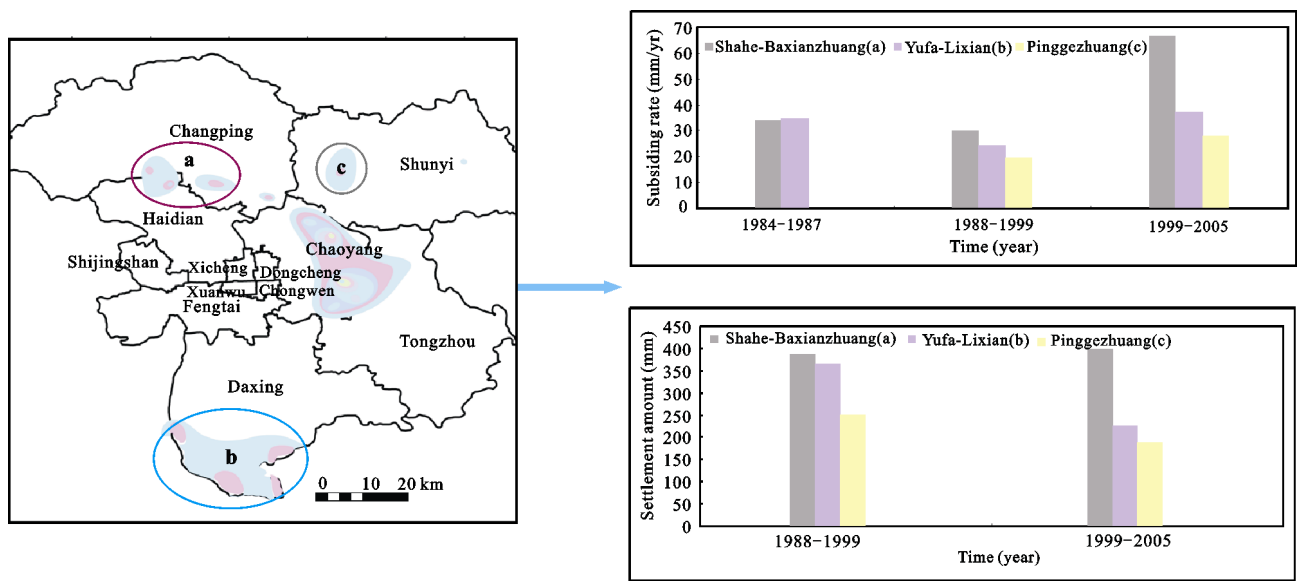 Changping
a
c
Shunyi
Haidian
Chaoyang
Shijingshan
Xicheng
Dongcheng
Xuanwu
Chongwen
Fengtai
Tongzhou
Daxing
b
0 10 20 km
Subsiding rate (mm/yr)
70
60
50
40
30
20
10
0
Shahe-Baxianzhuang(a) Yufa-Lixian(b) Pinggezhuang(c)
1984-1987 1988-1999 1999-2005
Time (year)
Settlement amount (mm)
450
400
350
300
250
200
150
100
50
0
Shahe-Baxianzhuang(a) Yufa-Lixian(b) Pinggezhuang(c)
1988-1999 1999-2005
Time (year)